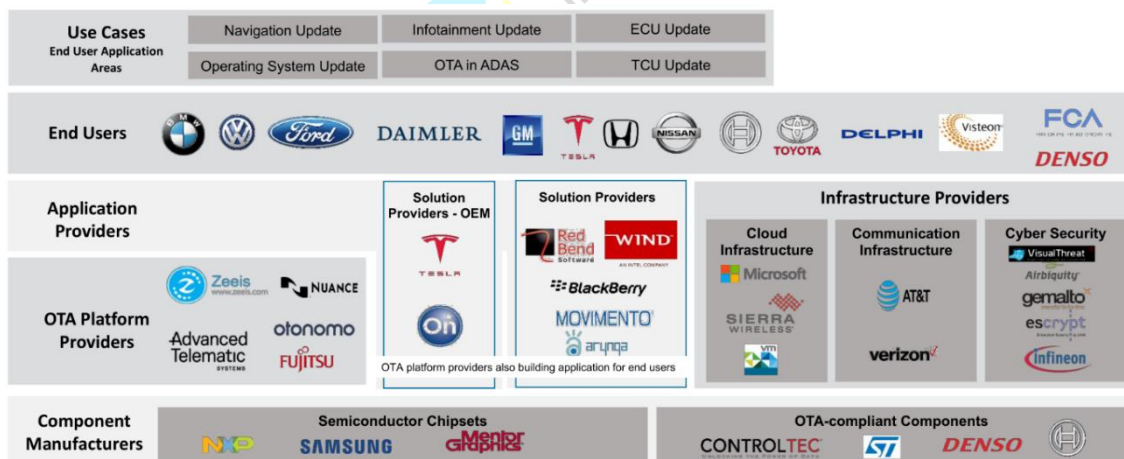 Use Cases
End User Application
Areas
Navigation Update
Infotainment Update
ECU Update
Operating System Update
OTA in ADAS
TCU Update
End Users
BMW
VW
Ford
DAIMLER
GM
TESLA
NISSAN
TOYOTA
DELPHI
Visteon
FCA
DENSO
Application
Providers
Solution
Providers - OEM
TESLA
On
Solution Providers
Red
Bend
Software
WIND
AN INTEL COMPANY
BlackBerry
MOVIMENTO
arynga
OTA platform providers also building application for end users
Infrastructure Providers
Cloud
Infrastructure
Microsoft
SIERRA
WIRELESS
vm
Communication
Infrastructure
AT&T
verizon
Cyber Security
VisualThreat
Airbiquity
gemalto
escrypt
infineon
OTA Platform
Providers
Zeeis
www.zeeis.com
NUANCE
Advanced
Telematic
SYSTEMS
otonomo
FUJITSU
Component
Manufacturers
Semiconductor Chipsets
NXP
SAMSUNG
Mentor
Graphics
OTA-compliant Components
CONTROLTEC
ST
DENSO